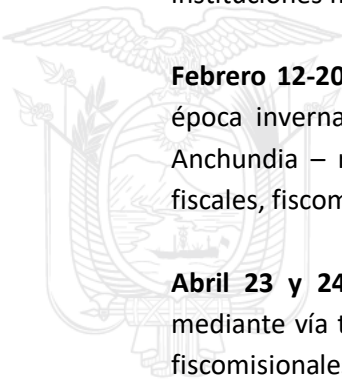 Febrero 12-20
época inverna
Anchundia –
fiscales, fiscom
Abril 23 y 24
mediante vía t
fiscomisionale